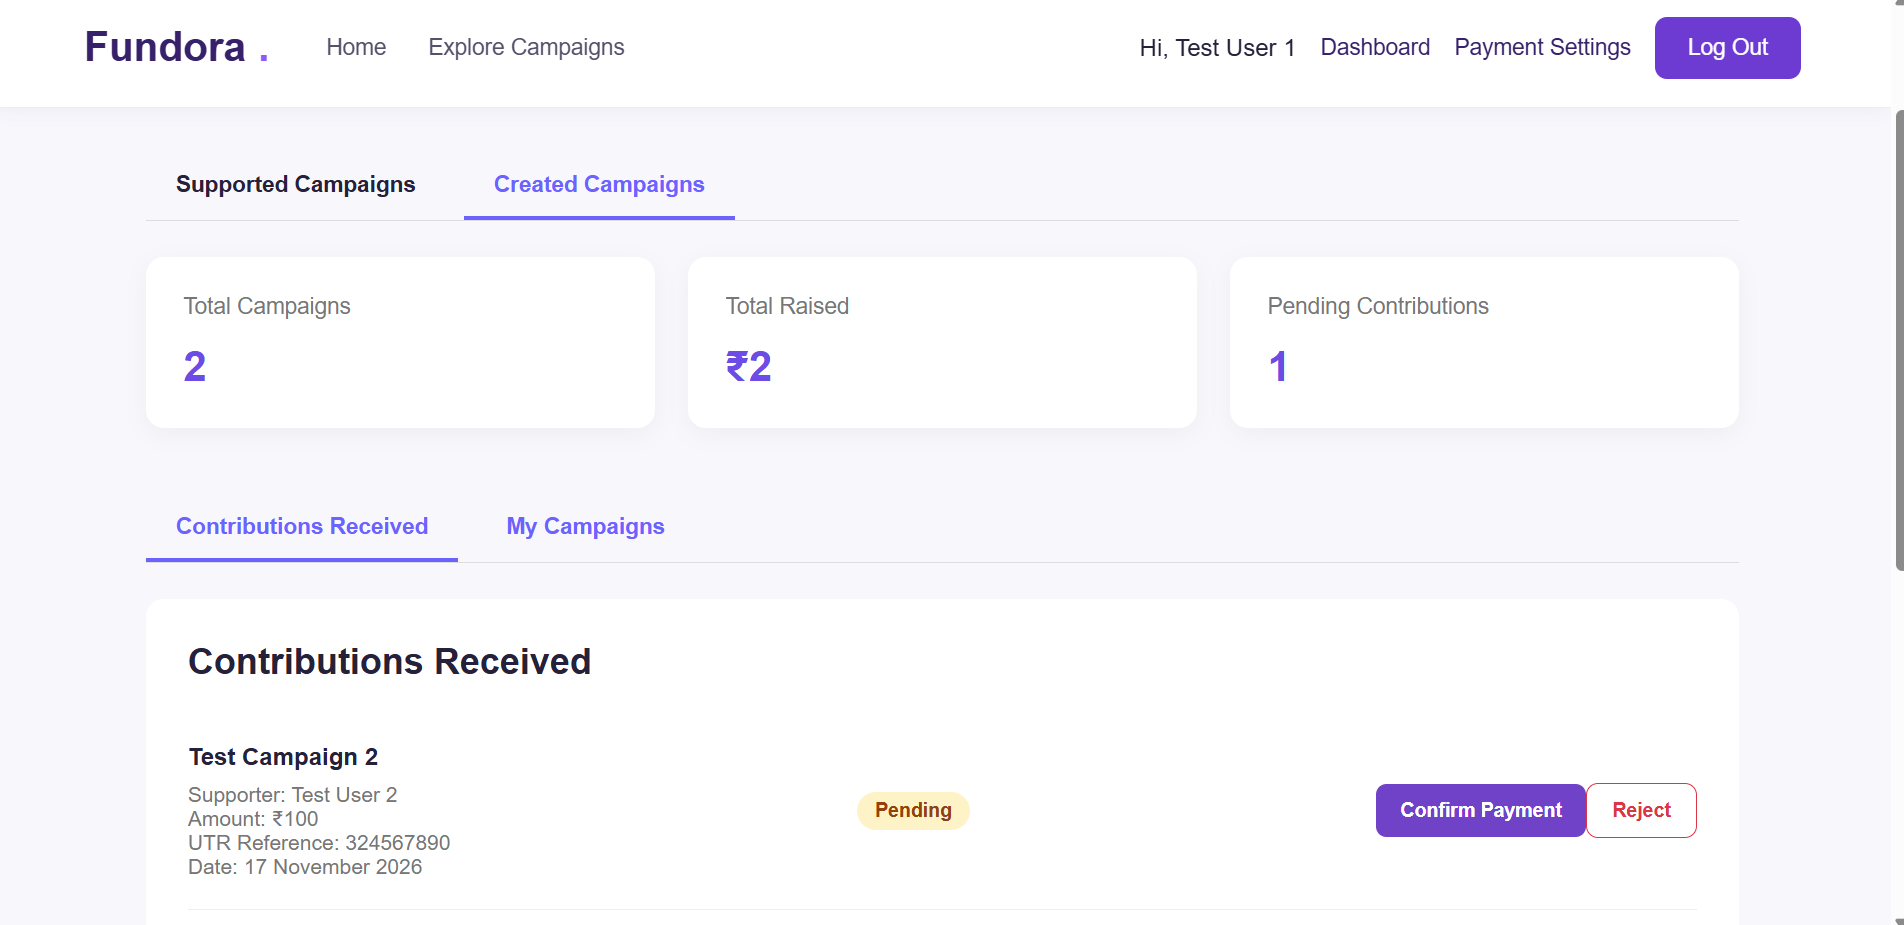 Fundora .
Home
Explore Campaigns
Hi, Test User 1
Dashboard
Payment Settings
Log Out
Supported Campaigns
Created Campaigns
Total Campaigns
2
Total Raised
₹2
Pending Contributions
1
Contributions Received
My Campaigns
Contributions Received
Test Campaign 2
Supporter: Test User 2
Amount: ₹100
UTR Reference: 324567890
Date: 17 November 2026
Pending
Confirm Payment
Reject